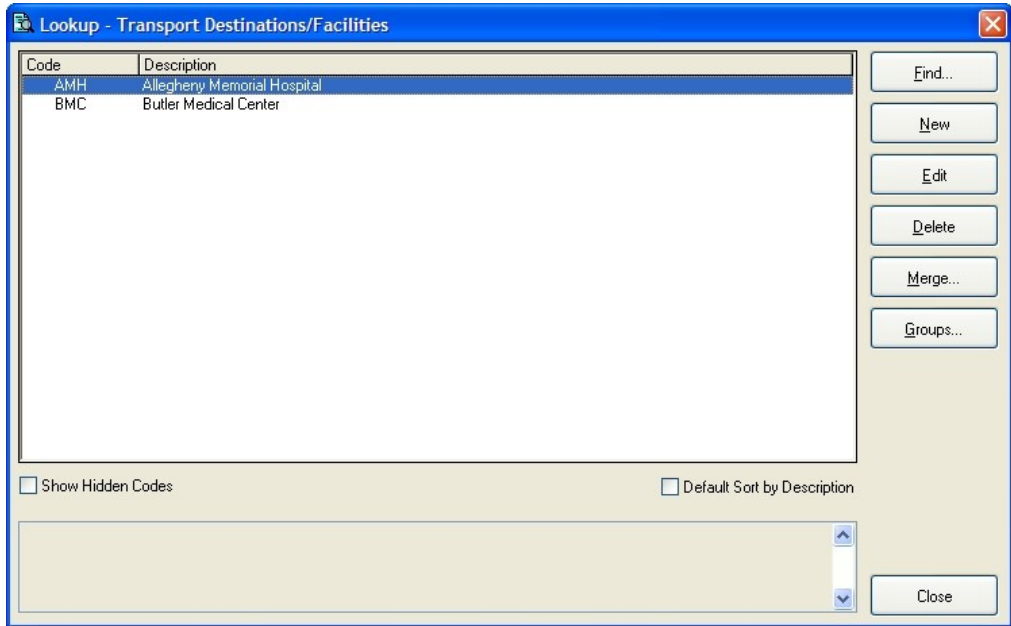 Lookup - Transport Destinations/Facilities
Code Description
AMH Allegheny Memorial Hospital
BMC Butler Medical Center
Find...
New
Edit
Delete
Merge...
Groups...
Show Hidden Codes Default Sort by Description
Close